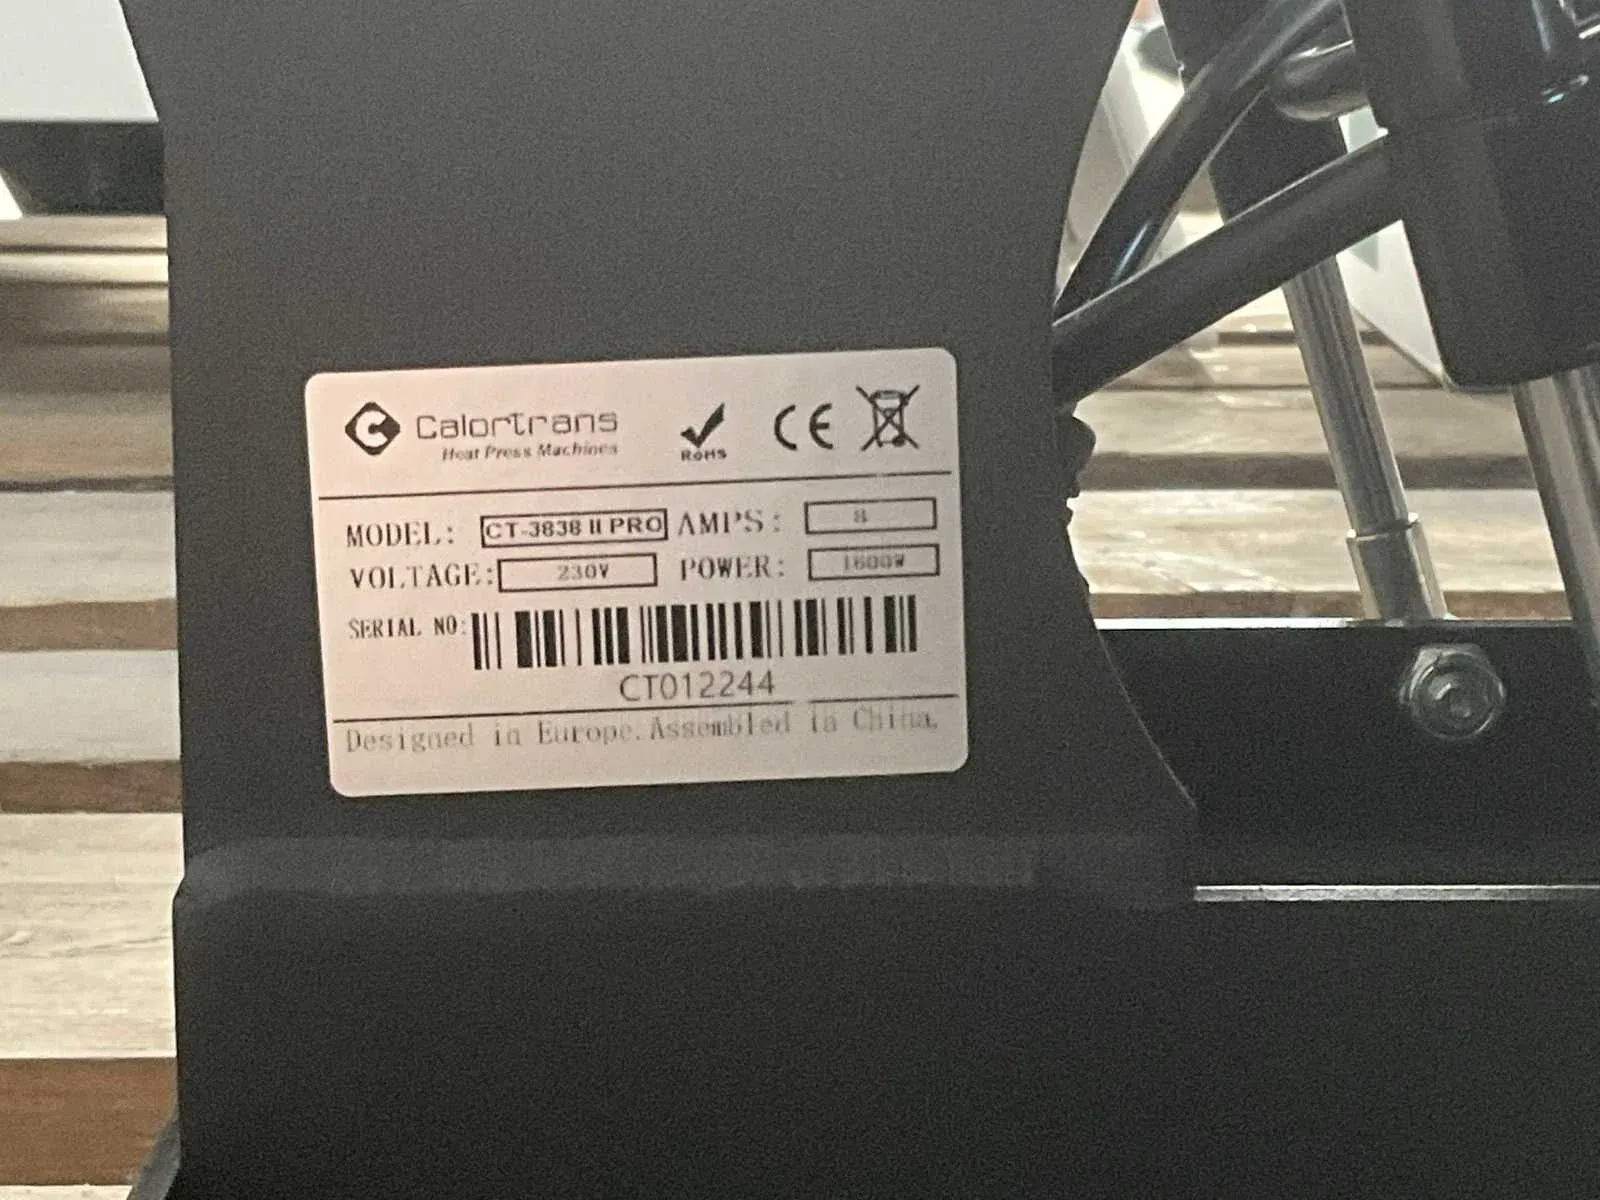 Calortrans
Heat Press Machines
RoHS
CE
MODEL: CT-3838 II PRO AMPS: 8
VOLTAGE: 230V POWER: 1600W
SERIAL NO:
CT012244
Designed in Europe. Assembled in China.